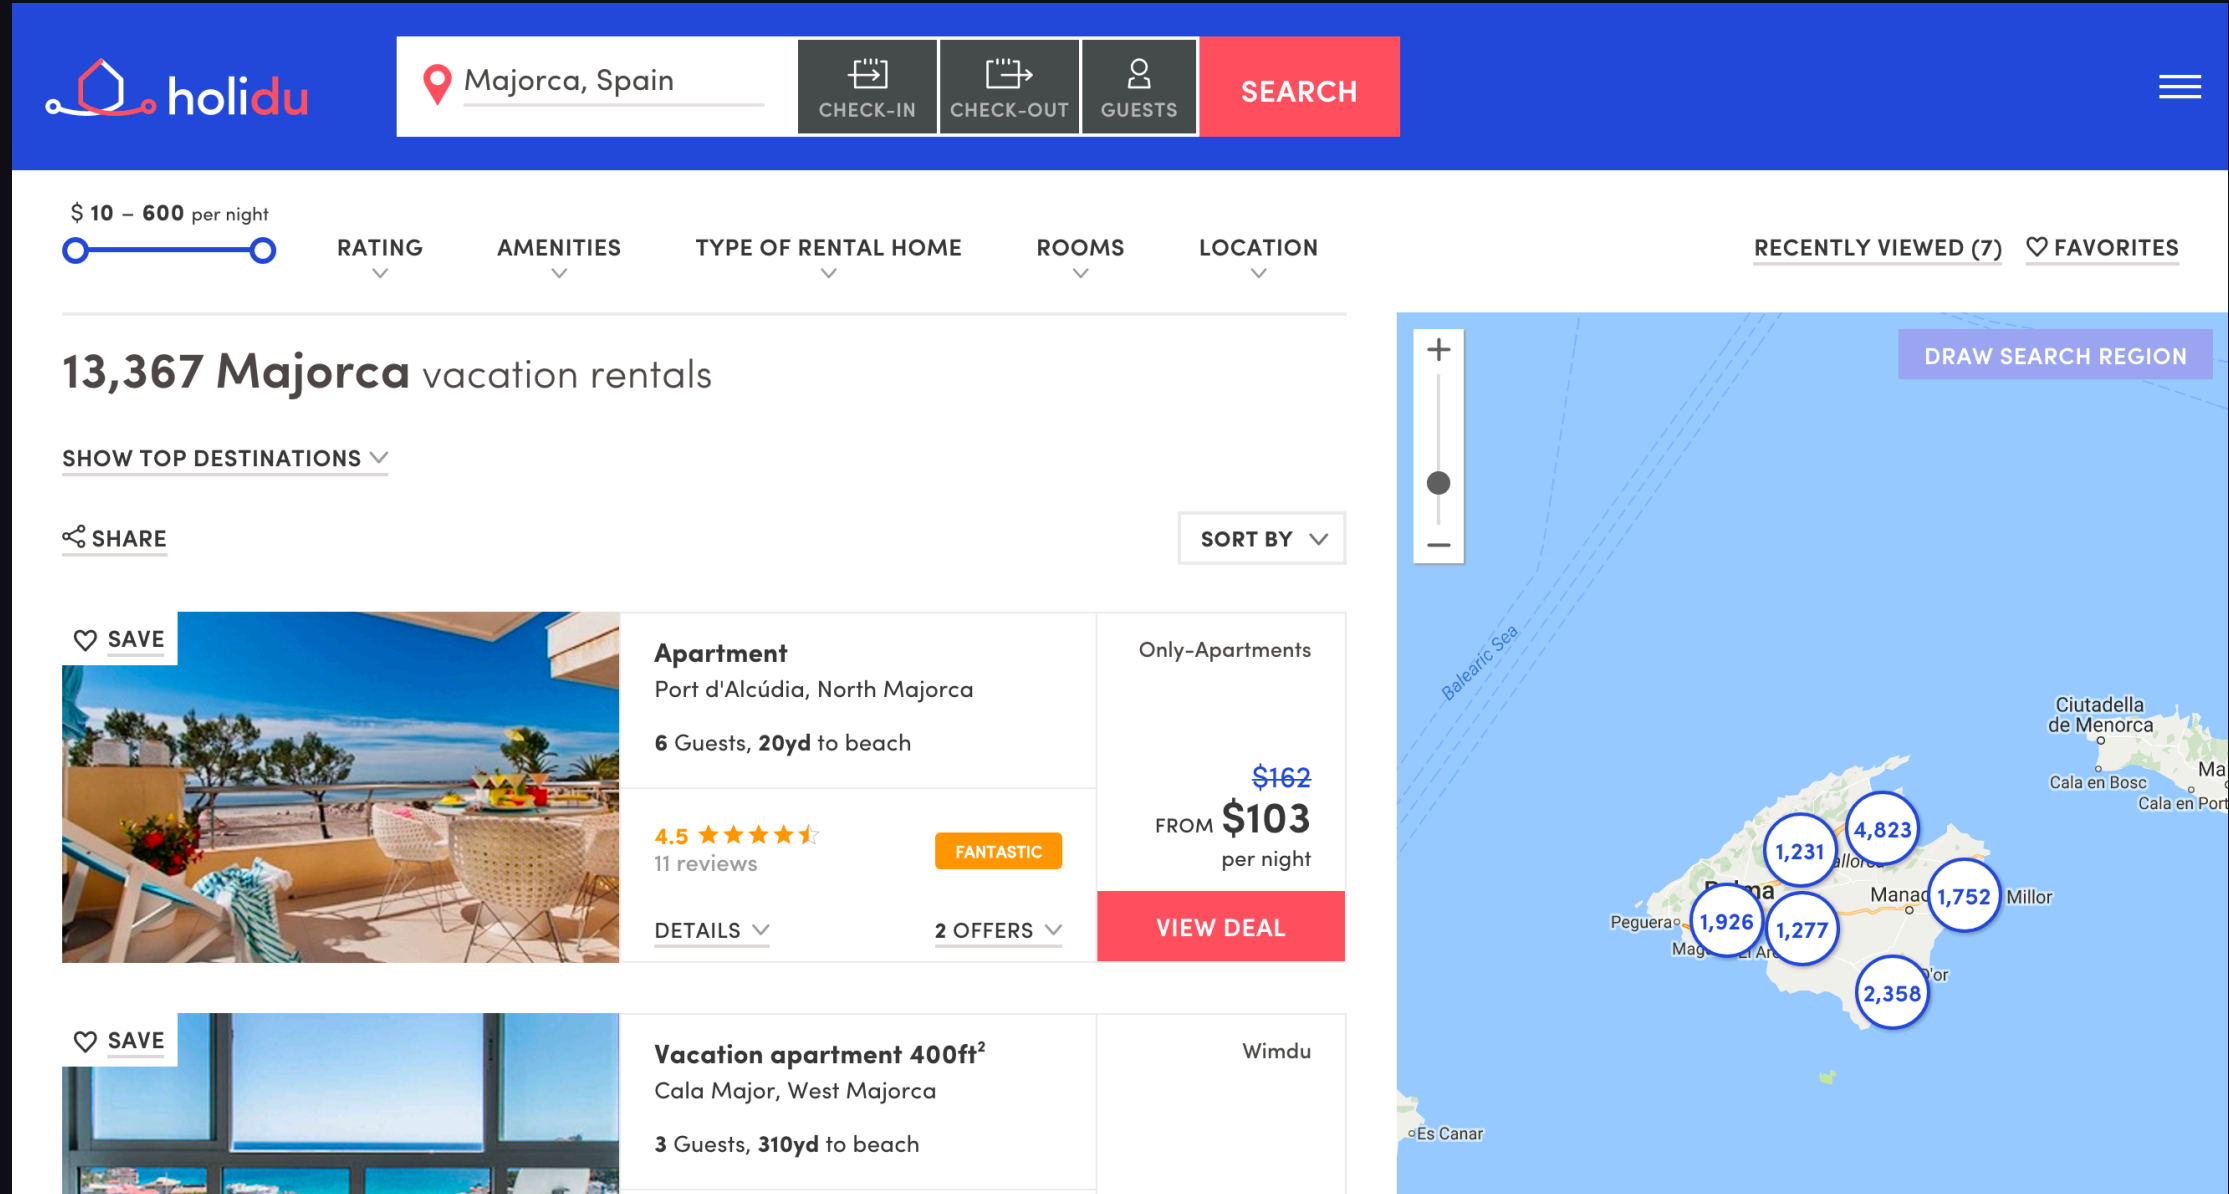 holidu
Majorca, Spain
CHECK-IN
CHECK-OUT
GUESTS
SEARCH
$ 10 – 600 per night
RATING
AMENITIES
TYPE OF RENTAL HOME
ROOMS
LOCATION
RECENTLY VIEWED (7)
FAVORITES
13,367 Majorca vacation rentals
SHOW TOP DESTINATIONS
SHARE
SORT BY
SAVE
Apartment
Port d'Alcúdia, North Majorca
6 Guests, 20yd to beach
4.5
11 reviews
FANTASTIC
DETAILS
2 OFFERS
Only-Apartments
$162
FROM $103
per night
VIEW DEAL
SAVE
Vacation apartment 400ft²
Cala Major, West Majorca
3 Guests, 310yd to beach
Wimdu
DRAW SEARCH REGION
Balearic Sea
Ciutadella
de Menorca
Cala en Bosc
Cala en Port
4,823
1,231
1,752
Millor
1,926
1,277
Peguera
2,358
Es Canar